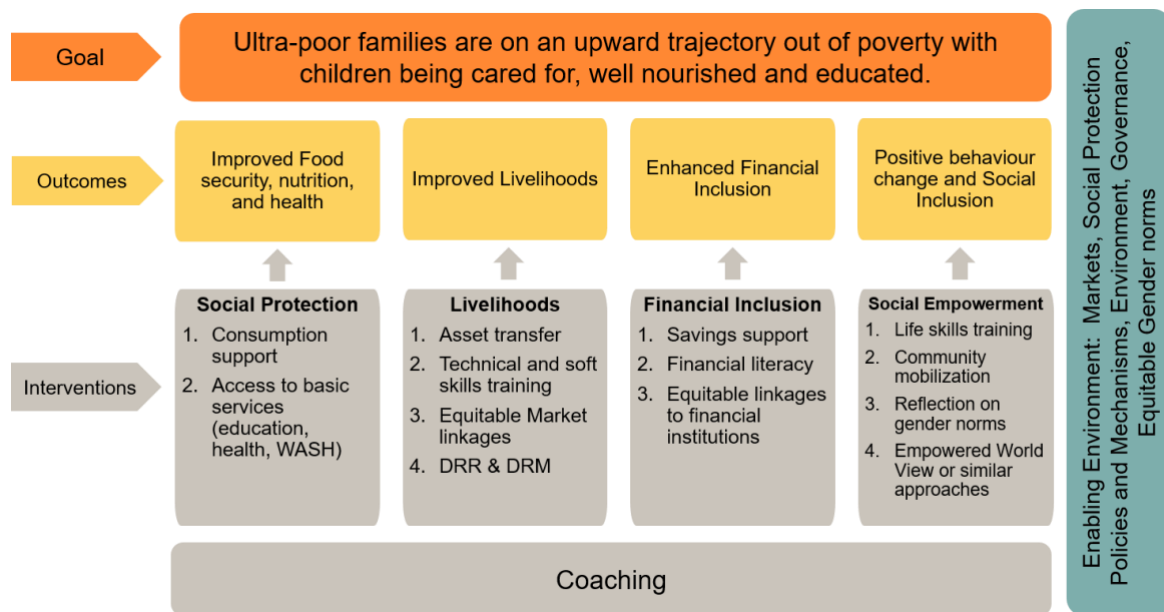 Goal
Ultra-poor families are on an upward trajectory out of poverty with
children being cared for, well nourished and educated.
Outcomes
Improved Food
security, nutrition,
and health
Improved Livelihoods
Enhanced Financial
Inclusion
Positive behaviour
change and Social
Inclusion
Interventions
Social Protection
1. Consumption
support
2. Access to basic
services
(education,
health, WASH)
Livelihoods
1. Asset transfer
2. Technical and soft
skills training
3. Equitable Market
linkages
4. DRR & DRM
Financial Inclusion
1. Savings support
2. Financial literacy
3. Equitable linkages
to financial
institutions
Social Empowerment
1. Life skills training
2. Community
mobilization
3. Reflection on
gender norms
4. Empowered World
View or similar
approaches
Coaching
Enabling Environment: Markets, Social Protection
Policies and Mechanisms, Environment, Governance,
Equitable Gender norms